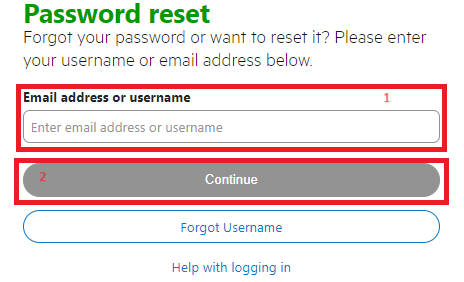 Password reset
Forgot your password or want to reset it? Please enter
your username or email address below.
Email address or username 1
Enter email address or username
2 Continue
Forgot Username
Help with logging in